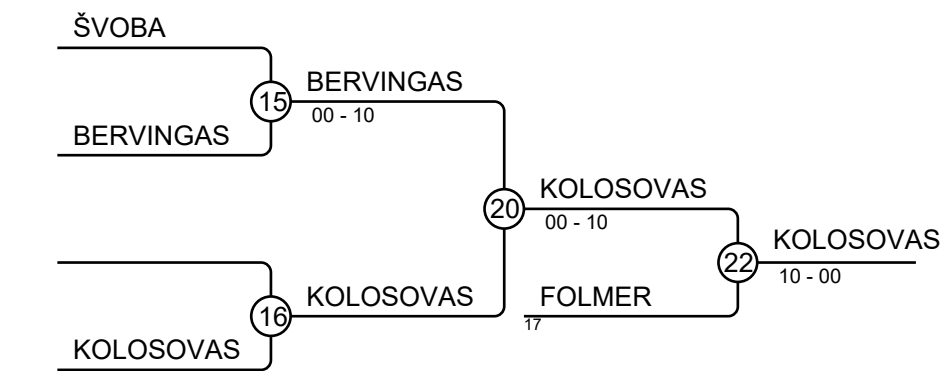 ŠVOBA
15
BERVINGAS
00 - 10
BERVINGAS
20
KOLOSOVAS
00 - 10
22
KOLOSOVAS
10 - 00
16
KOLOSOVAS
FOLMER
17
KOLOSOVAS